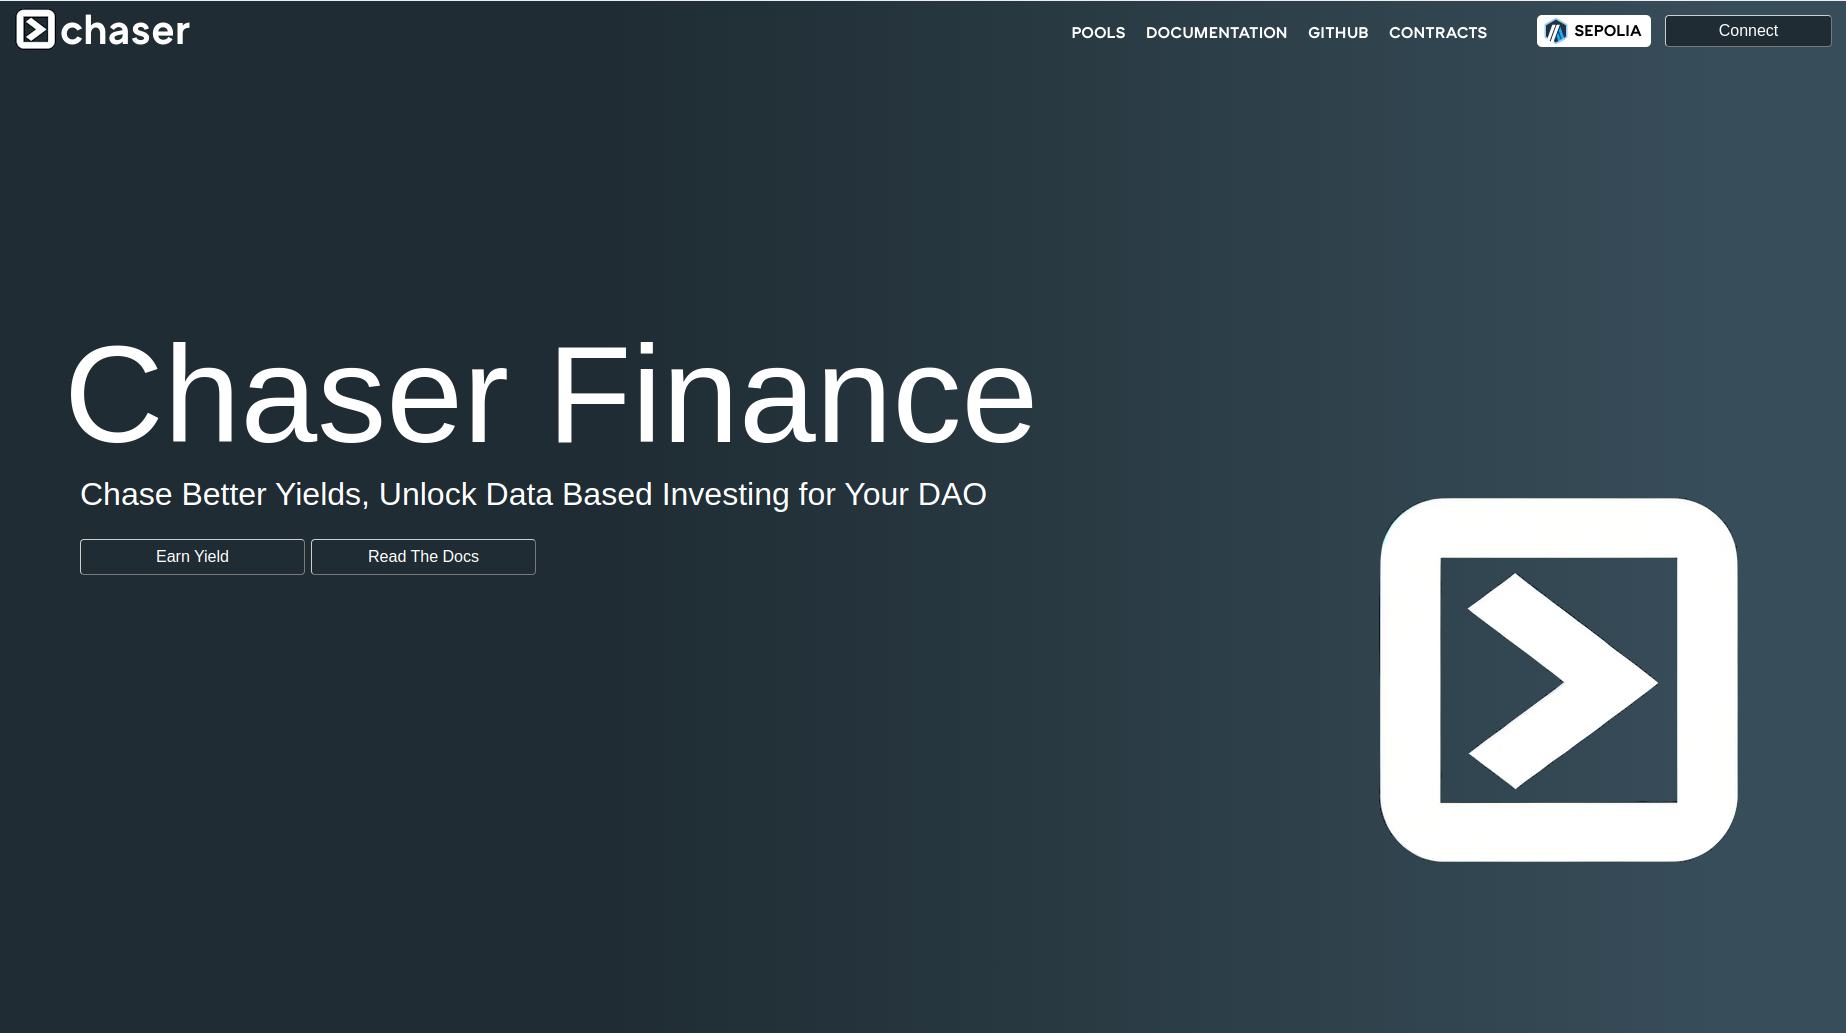 chaser
POOLS DOCUMENTATION GITHUB CONTRACTS SEPOLIA Connect
Chaser Finance
Chase Better Yields, Unlock Data Based Investing for Your DAO
Earn Yield Read The Docs